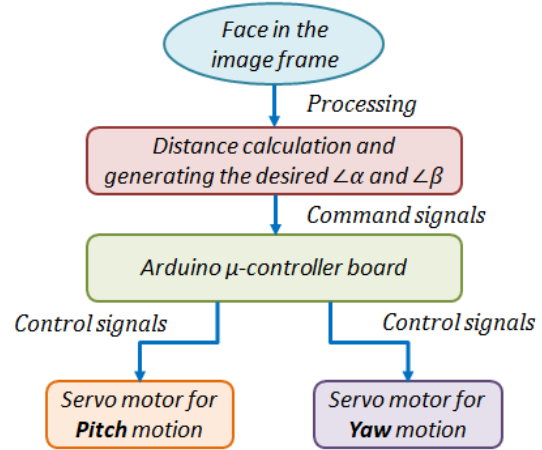 Face in the
image frame
Processing
Distance calculation and
generating the desired ∠α and ∠β
Command signals
Arduino μ-controller board
Control signals
Control signals
Servo motor for
Pitch motion
Servo motor for
Yaw motion